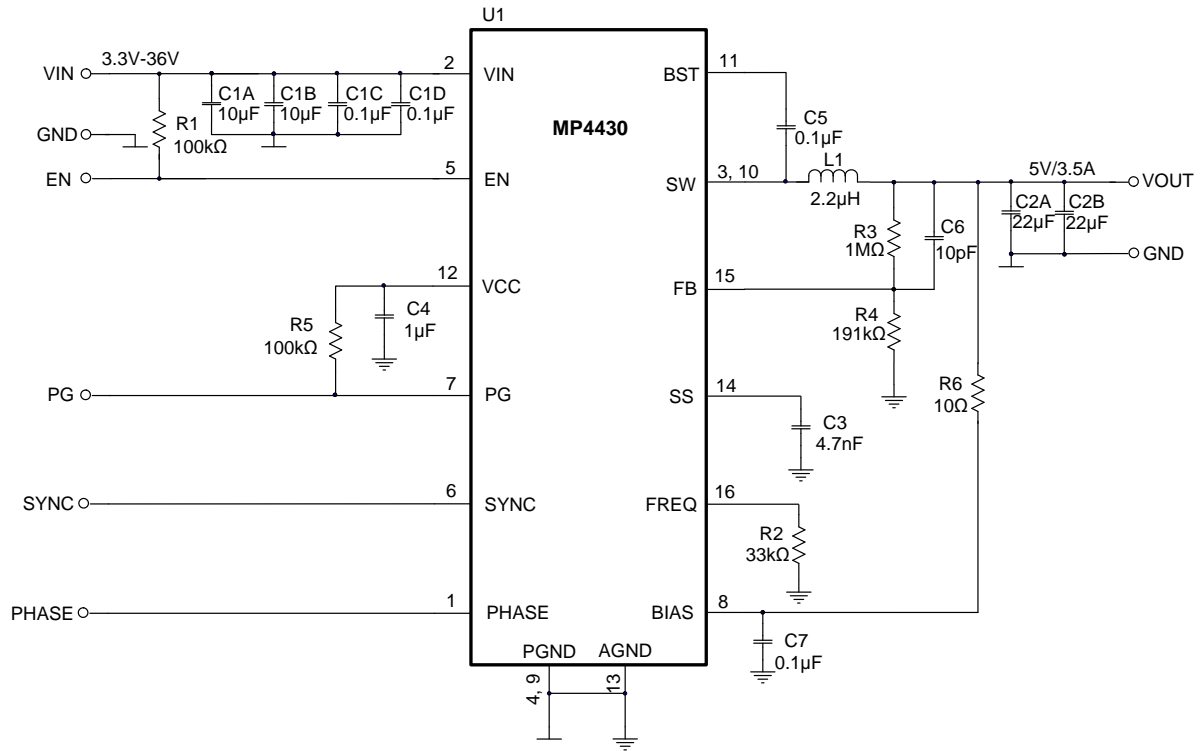 U1
3.3V-36V
VIN
2
VIN
BST
11
C1A
10µF
C1B
10µF
C1C
0.1µF
C1D
0.1µF
R1
100kΩ
GND
MP4430
C5
0.1µF
EN
5
EN
SW
3, 10
L1
2.2µH
5V/3.5A
VOUT
C2A
22µF
C2B
22µF
R3
1MΩ
C6
10pF
GND
12
VCC
FB
15
C4
1µF
R5
100kΩ
R4
191kΩ
PG
7
PG
SS
14
R6
10Ω
C3
4.7nF
SYNC
6
SYNC
FREQ
16
R2
33kΩ
PHASE
1
PHASE
BIAS
8
C7
0.1µF
PGND
AGND
4, 9
13